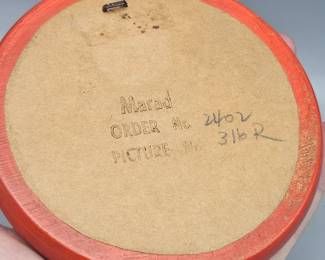 Marad
ORDER No. 2402
PICTURE No. 316R